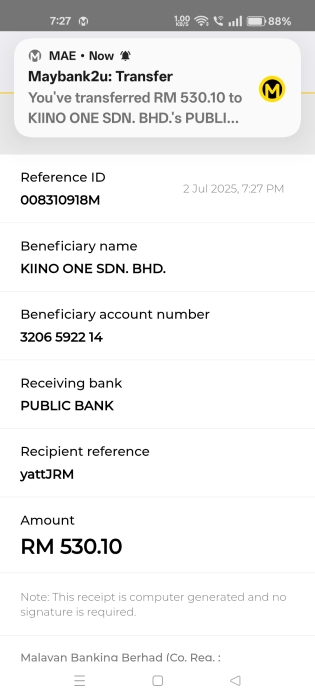 7:27
1.00
KB/S
88%
MAE • Now
Maybank2u: Transfer
You've transferred RM 530.10 to
KIINO ONE SDN. BHD.'s PUBLI...
Reference ID
008310918M
2 Jul 2025, 7:27 PM
Beneficiary name
KIINO ONE SDN. BHD.
Beneficiary account number
3206 5922 14
Receiving bank
PUBLIC BANK
Recipient reference
yattJRM
Amount
RM 530.10
Note: This receipt is computer generated and no
signature is required.
Malayan Banking Berhad (Co. Reg. :